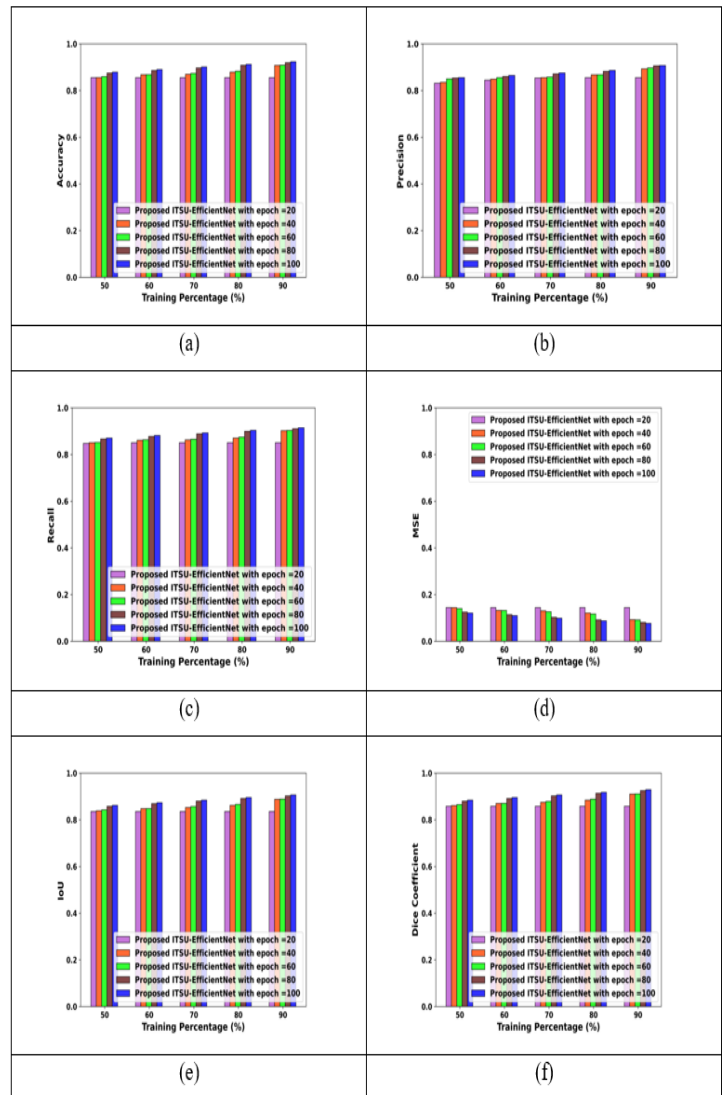 1.0
0.8
0.6
0.4
0.2
0.0
Accuracy
Proposed ITSU-EfficientNet with epoch =20
Proposed ITSU-EfficientNet with epoch =40
Proposed ITSU-EfficientNet with epoch =60
Proposed ITSU-EfficientNet with epoch =80
Proposed ITSU-EfficientNet with epoch =100
50 60 70 80 90
Training Percentage (%)
(a)
1.0
0.8
0.6
0.4
0.2
0.0
Precision
Proposed ITSU-EfficientNet with epoch =20
Proposed ITSU-EfficientNet with epoch =40
Proposed ITSU-EfficientNet with epoch =60
Proposed ITSU-EfficientNet with epoch =80
Proposed ITSU-EfficientNet with epoch =100
50 60 70 80 90
Training Percentage (%)
(b)
1.0
0.8
0.6
0.4
0.2
0.0
Recall
Proposed ITSU-EfficientNet with epoch =20
Proposed ITSU-EfficientNet with epoch =40
Proposed ITSU-EfficientNet with epoch =60
Proposed ITSU-EfficientNet with epoch =80
Proposed ITSU-EfficientNet with epoch =100
50 60 70 80 90
Training Percentage (%)
(c)
1.0
0.8
0.6
0.4
0.2
0.0
MSE
Proposed ITSU-EfficientNet with epoch =20
Proposed ITSU-EfficientNet with epoch =40
Proposed ITSU-EfficientNet with epoch =60
Proposed ITSU-EfficientNet with epoch =80
Proposed ITSU-EfficientNet with epoch =100
50 60 70 80 90
Training Percentage (%)
(d)
1.0
0.8
0.6
0.4
0.2
0.0
IoU
Proposed ITSU-EfficientNet with epoch =20
Proposed ITSU-EfficientNet with epoch =40
Proposed ITSU-EfficientNet with epoch =60
Proposed ITSU-EfficientNet with epoch =80
Proposed ITSU-EfficientNet with epoch =100
50 60 70 80 90
Training Percentage (%)
(e)
1.0
0.8
0.6
0.4
0.2
0.0
Dice Coefficient
Proposed ITSU-EfficientNet with epoch =20
Proposed ITSU-EfficientNet with epoch =40
Proposed ITSU-EfficientNet with epoch =60
Proposed ITSU-EfficientNet with epoch =80
Proposed ITSU-EfficientNet with epoch =100
50 60 70 80 90
Training Percentage (%)
(f)